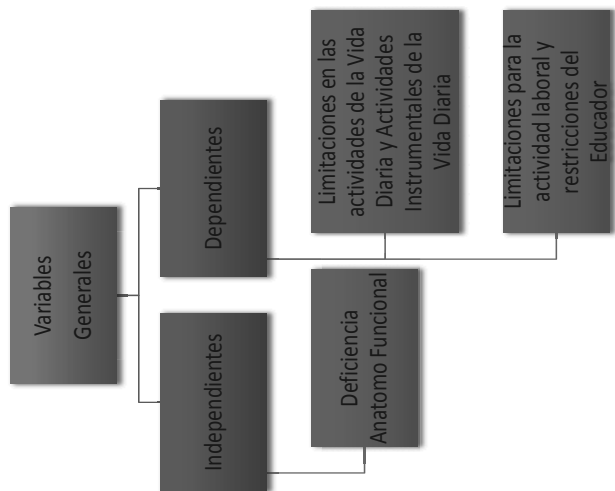 Variables
Generales
Independientes
Deficiencia
Anatomo Funcional
Dependientes
Limitaciones en las
actividades de la Vida
Diaria y Actividades
Instrumentales de la
Vida Diaria
Limitaciones para la
actividad laboral y
restricciones del
Educador